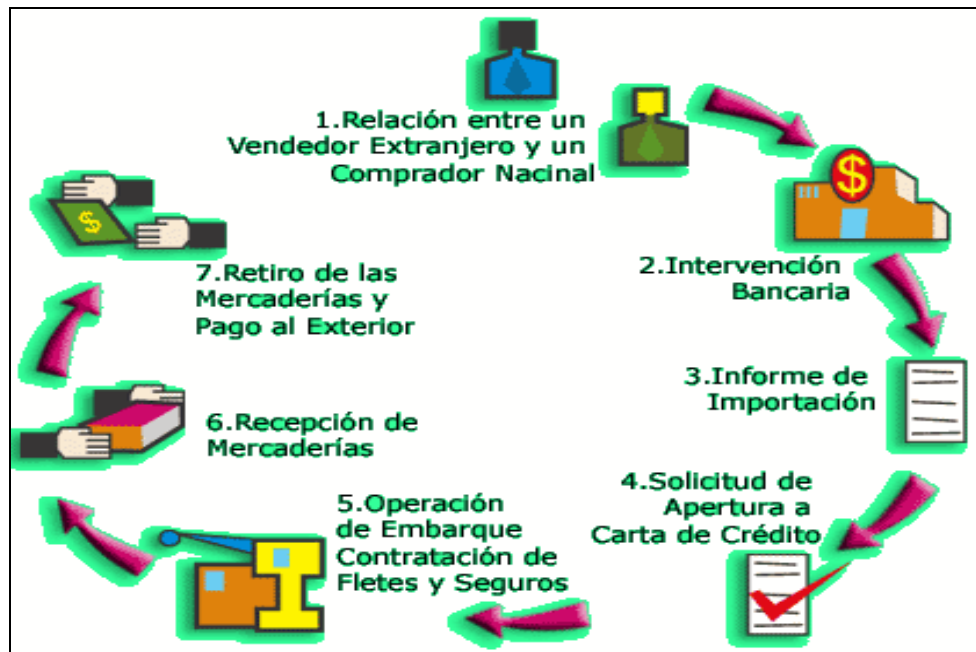 1.Relación entre un
Vendedor Extranjero y un
Comprador Nacinal
$
2.Intervención
Bancaria
3.Informe de
Importación
4.Solicitud de
Apertura a
Carta de Crédito
5.Operación
de Embarque
Contratación de
Fletes y Seguros
6.Recepción de
Mercaderías
$
7.Retiro de las
Mercaderías y
Pago al Exterior